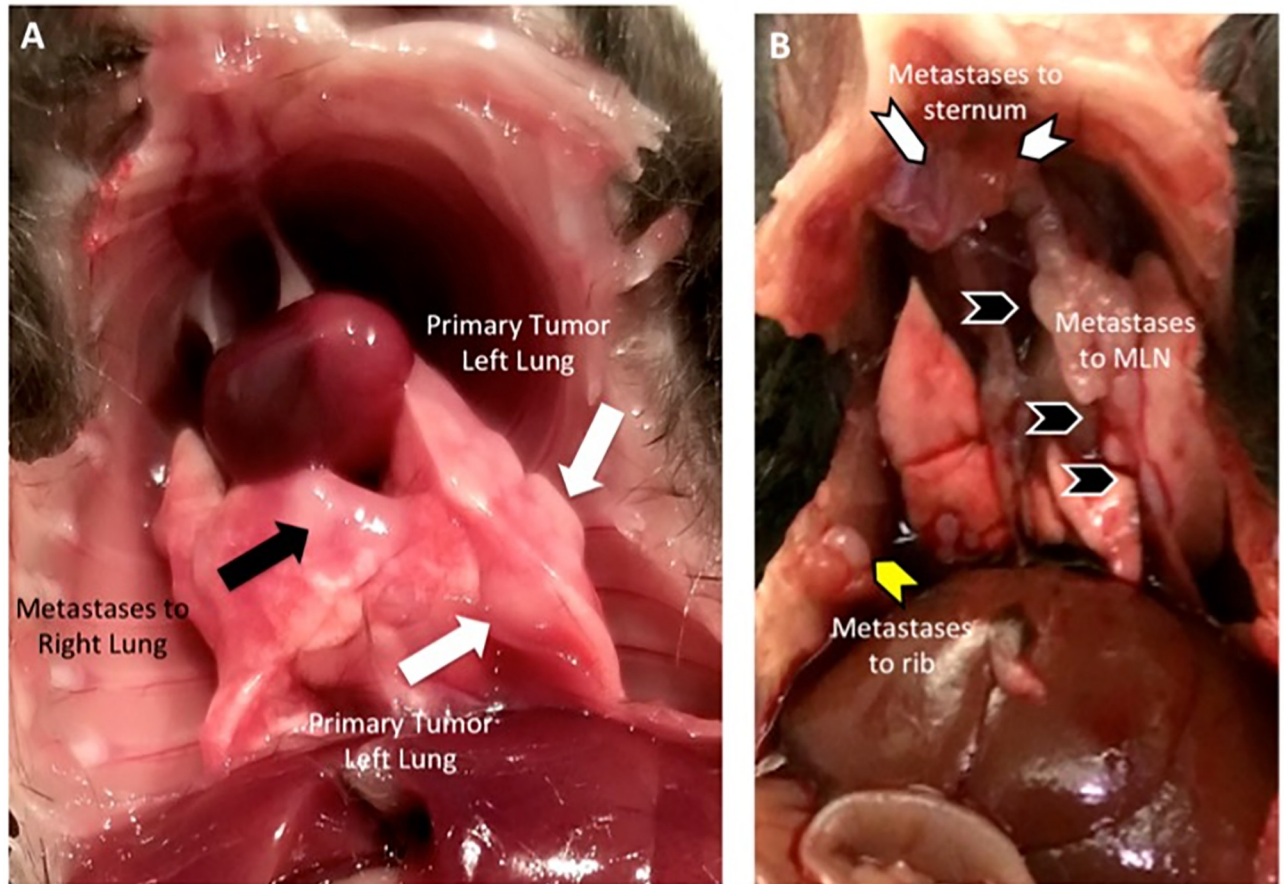 A
Primary Tumor
Left Lung
Metastases to
Right Lung
Primary Tumor
Left Lung
B
Metastases to
sternum
Metastases
to MLN
Metastases
to rib